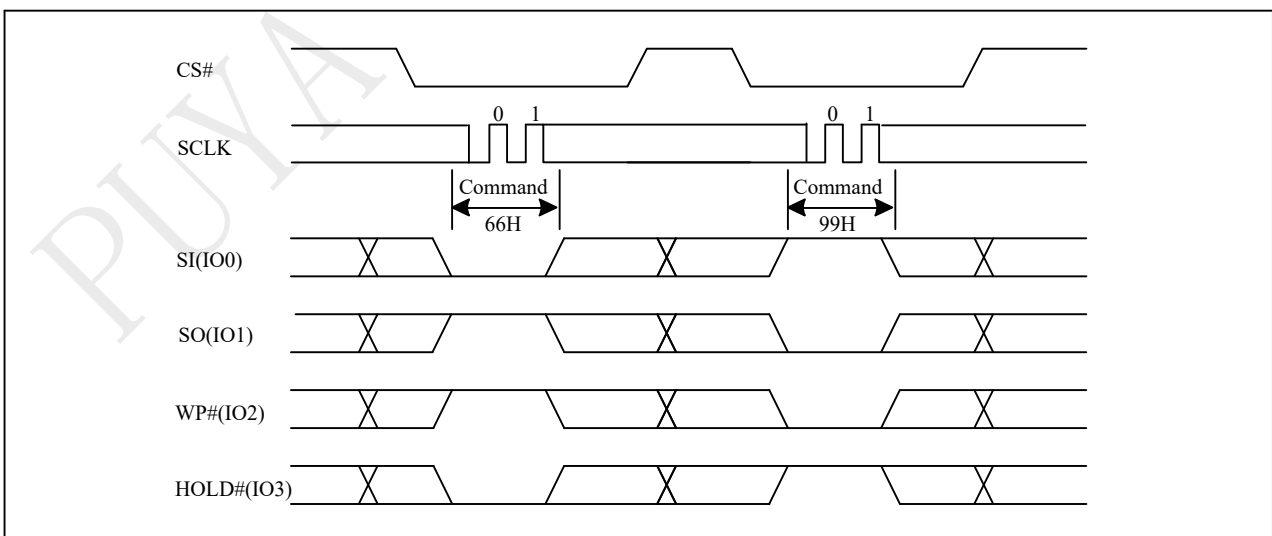 PUYA
CS#
0 1 0 1
SCLK
Command Command
66H 99H
SI(IO0)
SO(IO1)
WP#(IO2)
HOLD#(IO3)